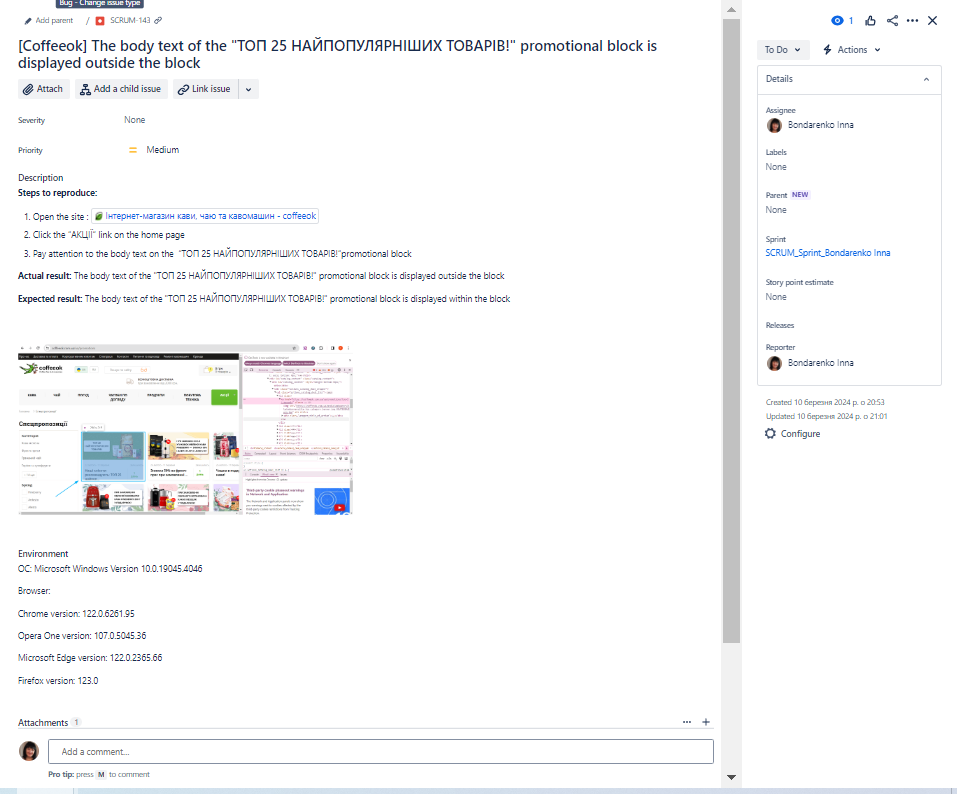 Bug - Change issue type
Add parent / SCRUM-143
1
[Coffeeok] The body text of the "ТОП 25 НАЙПОПУЛЯРНІШИХ ТОВАРІВ!" promotional block is
displayed outside the block
Attach Add a child issue Link issue
Severity None
Priority Medium
Description
Steps to reproduce:
1. Open the site : Інтернет-магазин кави, чаю та кавомашин - coffeeok
2. Click the "АКЦІЇ" link on the home page
3. Pay attention to the body text on the "ТОП 25 НАЙПОПУЛЯРНІШИХ ТОВАРІВ!"promotional block
Actual result: The body text of the "ТОП 25 НАЙПОПУЛЯРНІШИХ ТОВАРІВ!" promotional block is displayed outside the block
Expected result: The body text of the "ТОП 25 НАЙПОПУЛЯРНІШИХ ТОВАРІВ!" promotional block is displayed within the block
coffeeok
Спецпропозиції
Environment
ОС: Microsoft Windows Version 10.0.19045.4046
Browser:
Chrome version: 122.0.6261.95
Opera One version: 107.0.5045.36
Microsoft Edge version: 122.0.2365.66
Firefox version: 123.0
Attachments 1
Add a comment...
Pro tip: press M to comment
To Do Actions
Details
Assignee
Bondarenko Inna
Labels
None
Parent NEW
None
Sprint
SCRUM_Sprint_Bondarenko Inna
Story point estimate
None
Releases
Reporter
Bondarenko Inna
Created 10 березня 2024 р. о 20:53
Updated 10 березня 2024 р. о 21:01
Configure